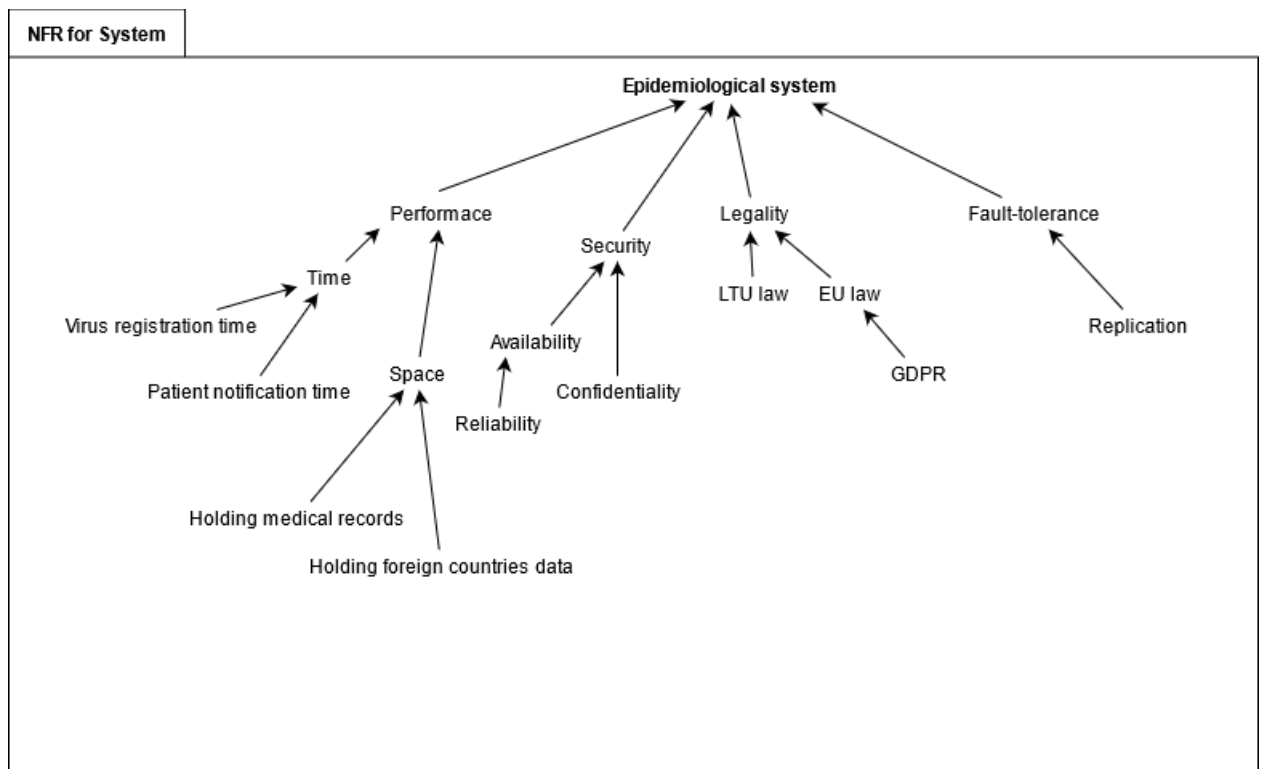 NFR for System
Epidemiological system
Performace
Legality
Fault-tolerance
Security
Time
LTU law
EU law
Virus registration time
Replication
Availability
Space
GDPR
Patient notification time
Confidentiality
Reliability
Holding medical records
Holding foreign countries data